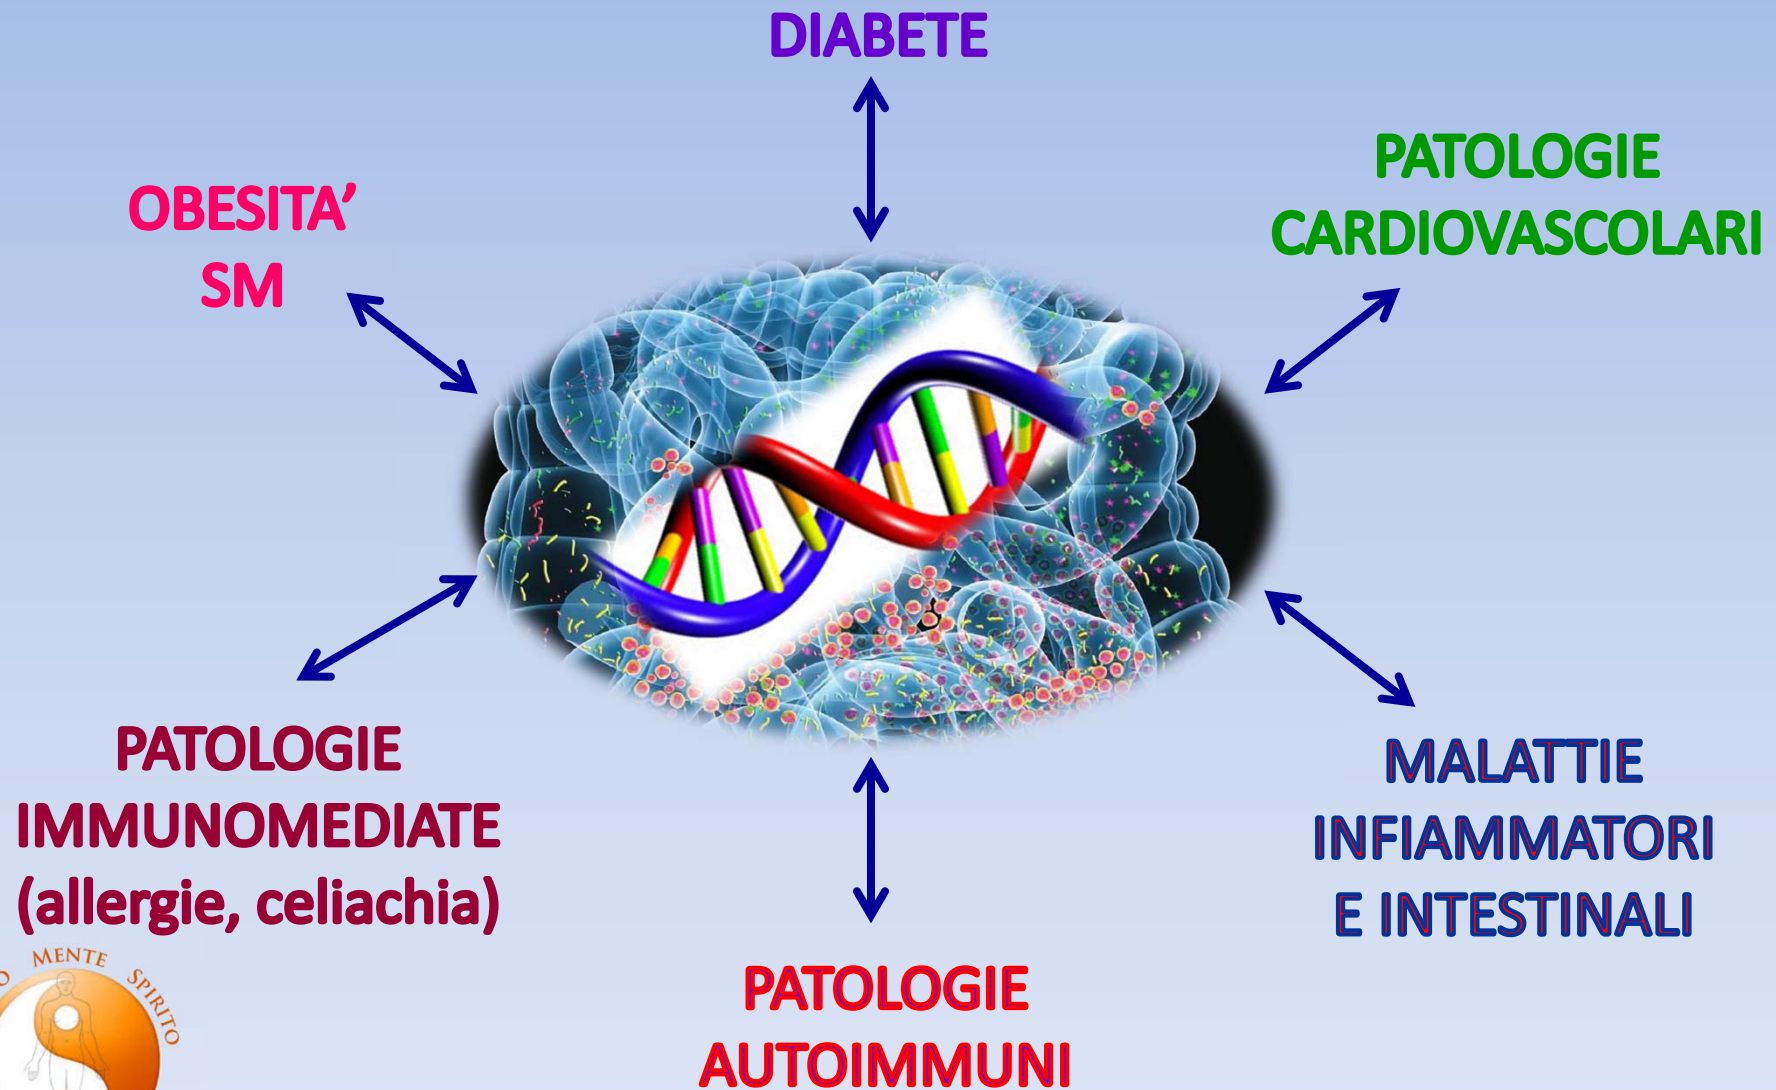 DIABETE
PATOLOGIE
CARDIOVASCOLARI
OBESITA’
SM
PATOLOGIE
IMMUNOMEDIATE
(allergie, celiachia)
MALATTIE
INFIAMMATORI
E INTESTINALI
PATOLOGIE
AUTOIMMUNI
MENTE
SPIRITO